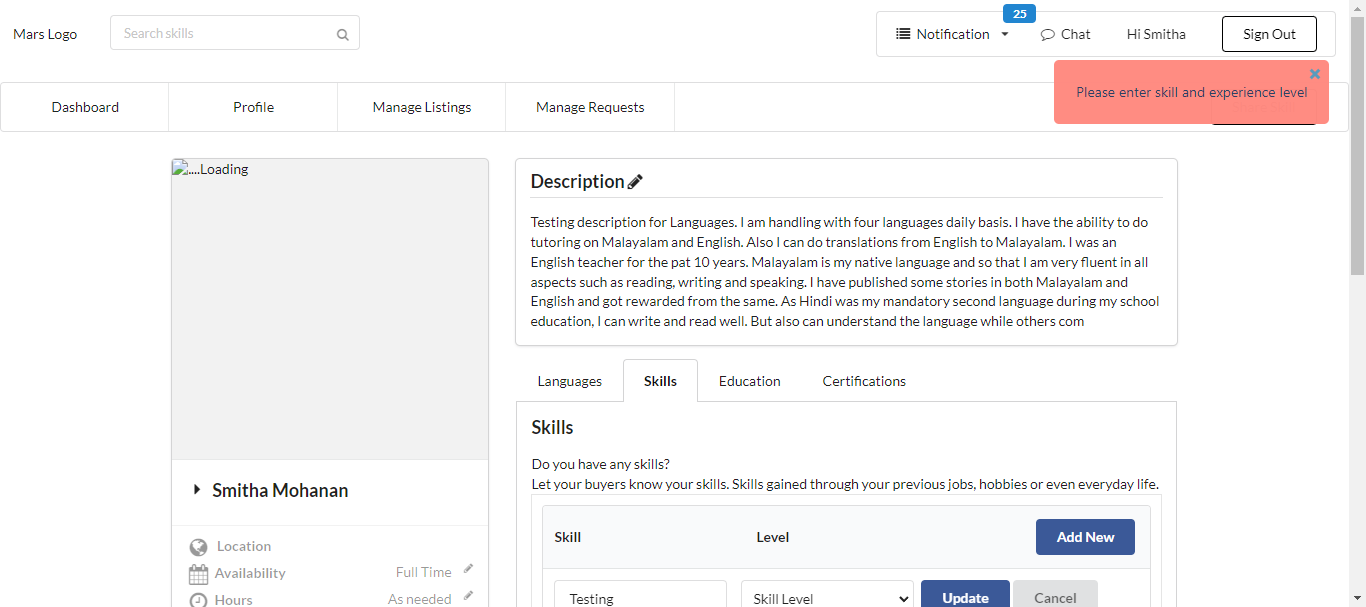 25
Mars Logo
Search skills
Notification
Chat
Hi Smitha
Sign Out
Please enter skill and experience level
Dashboard
Profile
Manage Listings
Manage Requests
....Loading
Description
Testing description for Languages. I am handling with four languages daily basis. I have the ability to do
tutoring on Malayalam and English. Also I can do translations from English to Malayalam. I was an
English teacher for the pat 10 years. Malayalam is my native language and so that I am very fluent in all
aspects such as reading, writing and speaking. I have published some stories in both Malayalam and
English and got rewarded from the same. As Hindi was my mandatory second language during my school
education, I can write and read well. But also can understand the language while others com
Languages
Skills
Education
Certifications
Skills
Do you have any skills?
Let your buyers know your skills. Skills gained through your previous jobs, hobbies or even everyday life.
Smitha Mohanan
Location
Availability
Full Time
Hours
As needed
Skill
Level
Add New
Testing
Skill Level
Update
Cancel